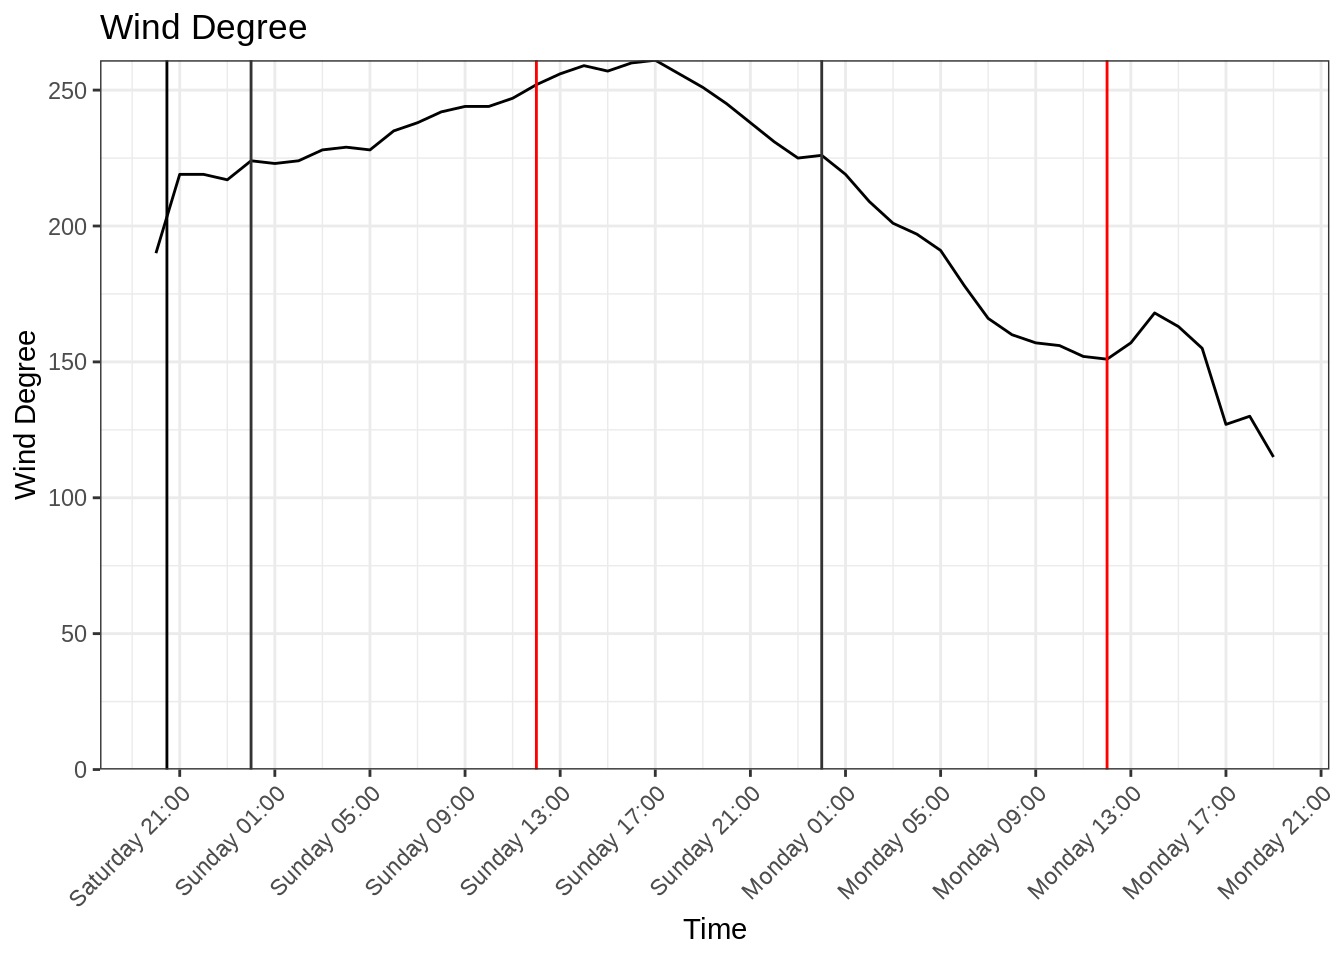 Wind Degree
Wind Degree
250
200
150
100
50
0
Saturday 21:00
Sunday 01:00
Sunday 05:00
Sunday 09:00
Sunday 13:00
Sunday 17:00
Sunday 21:00
Monday 01:00
Monday 05:00
Monday 09:00
Monday 13:00
Monday 17:00
Monday 21:00
Time